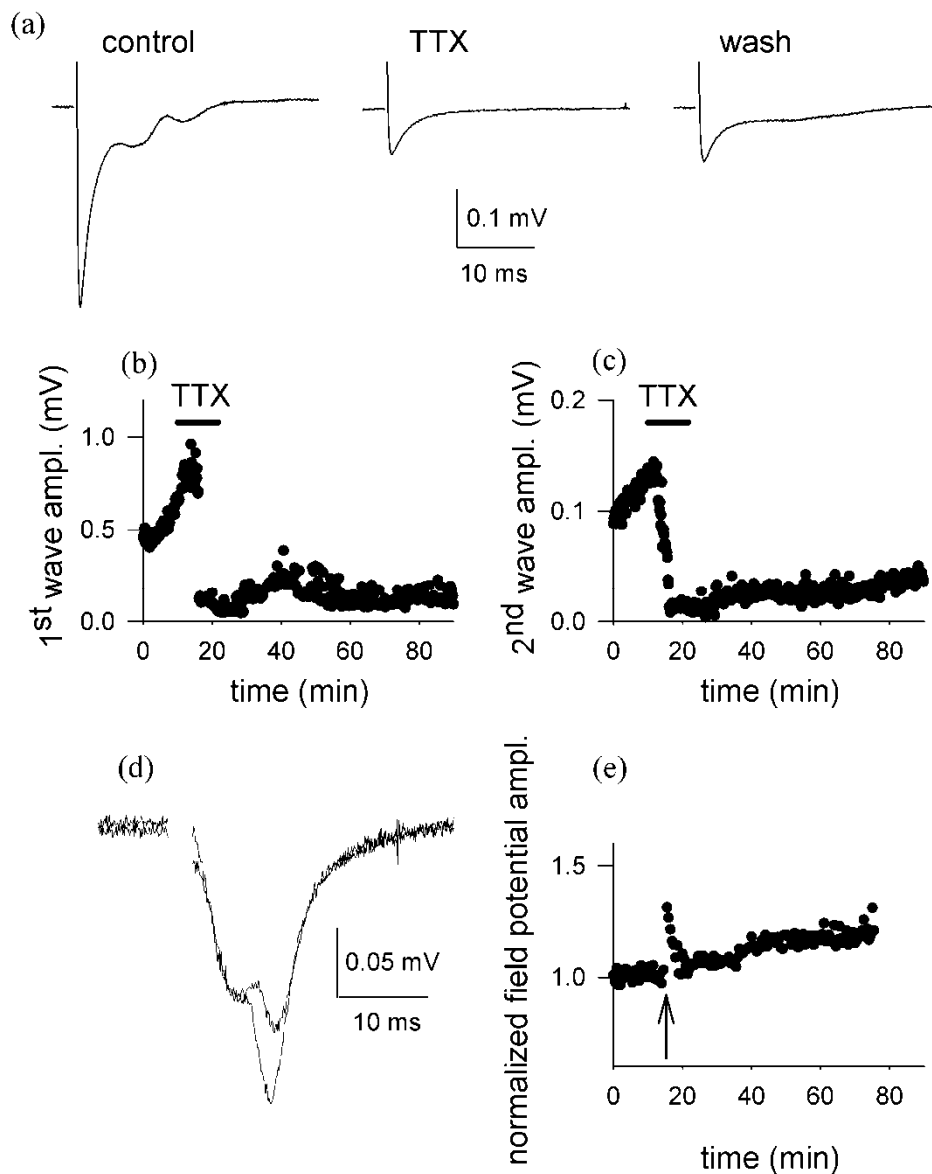 (a)
control TTX wash
0.1 mV
10 ms
(b)
TTX
1st wave ampl. (mV)
1.0
0.5
0.0
0 20 40 60 80
time (min)
(c)
TTX
2nd wave ampl. (mV)
0.2
0.1
0.0
0 20 40 60 80
time (min)
(d)
0.05 mV
10 ms
(e)
normalized field potential ampl.
1.5
1.0
0 20 40 60 80
time (min)